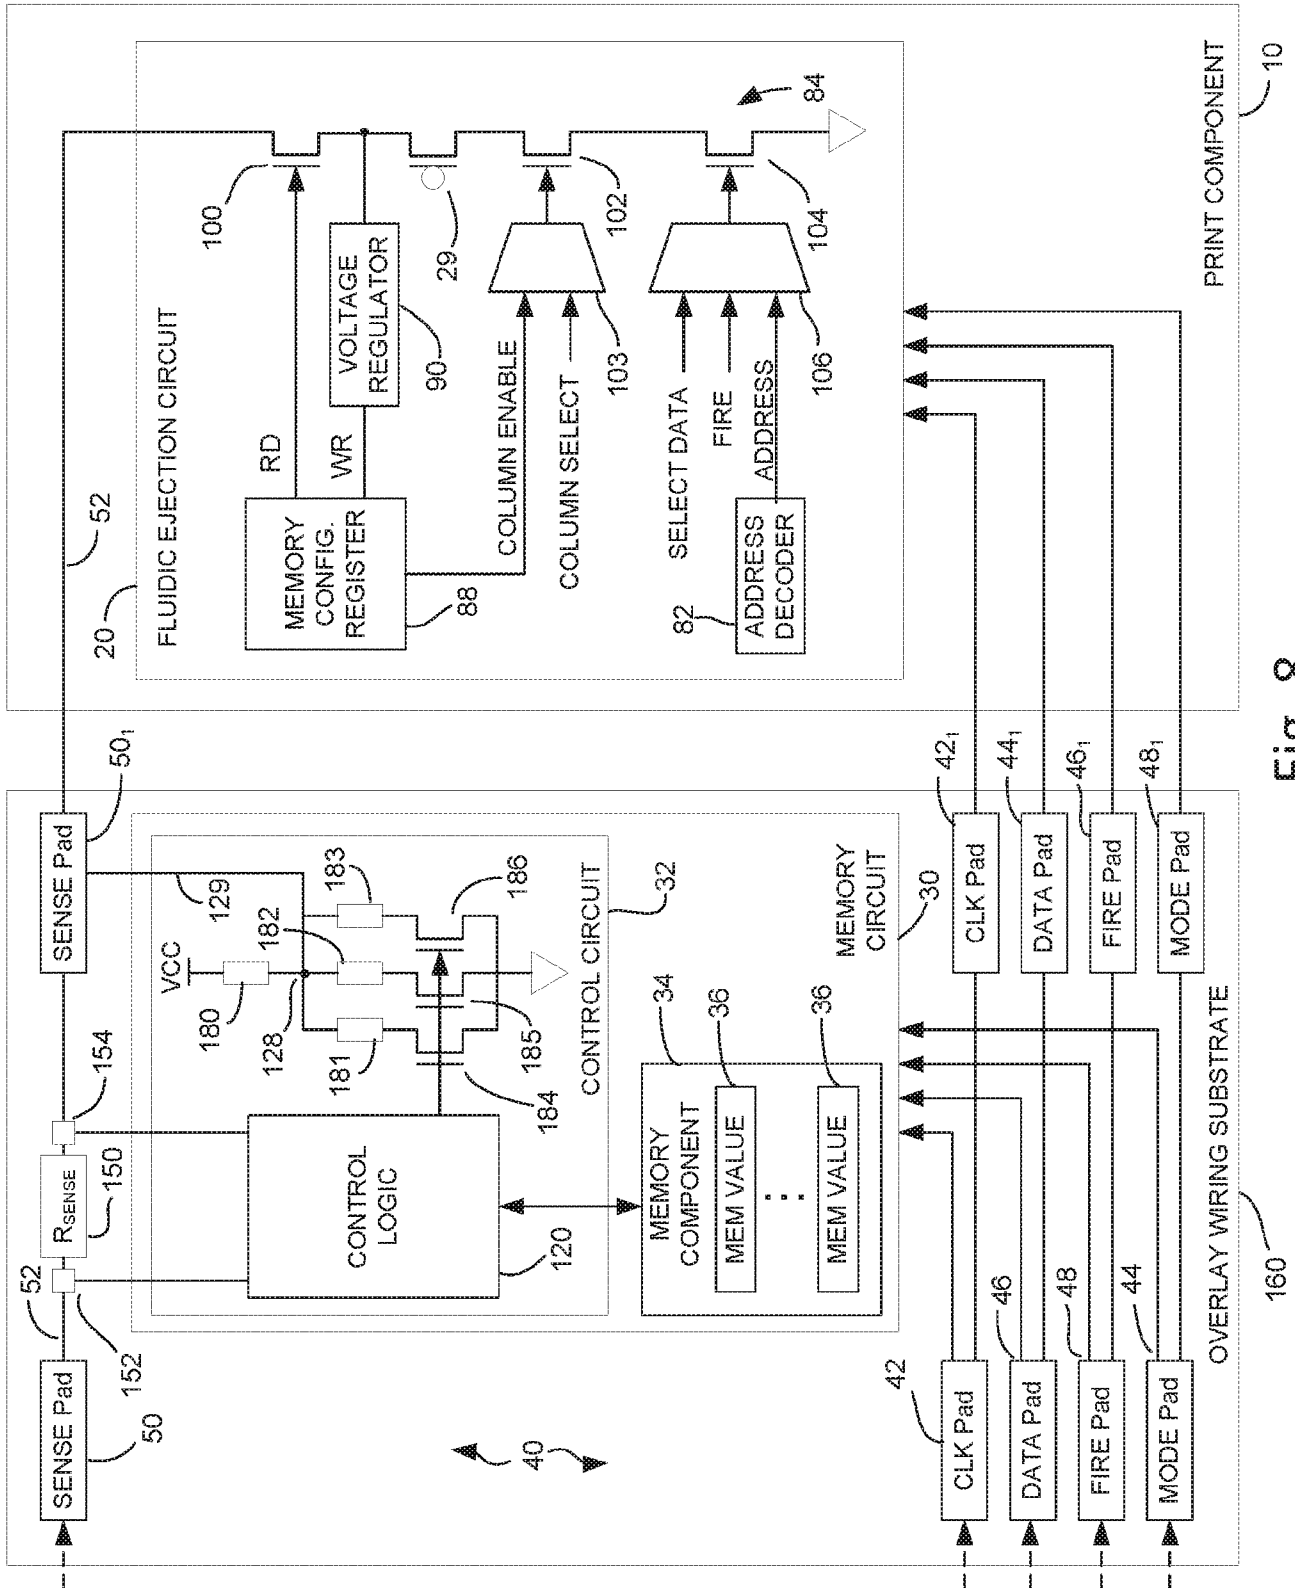 SENSE Pad
50
52
152
RSENSE
150
154
SENSE Pad
50₁
52
129
VCC
180
128
181
182
183
184
185
186
CONTROL
LOGIC
120
CONTROL CIRCUIT
32
MEMORY
COMPONENT
34
MEM VALUE
36
. . .
MEM VALUE
36
MEMORY
CIRCUIT
30
40
CLK Pad
42
DATA Pad
46
FIRE Pad
48
MODE Pad
44
CLK Pad
42₁
DATA Pad
44₁
FIRE Pad
46₁
MODE Pad
48₁
OVERLAY WIRING SUBSTRATE
160
20
FLUIDIC EJECTION CIRCUIT
MEMORY
CONFIG.
REGISTER
88
RD
WR
VOLTAGE
REGULATOR
90
100
29
COLUMN ENABLE
COLUMN SELECT
103
102
SELECT DATA
FIRE
ADDRESS
106
104
ADDRESS
DECODER
82
84
PRINT COMPONENT
10
Fig. 8